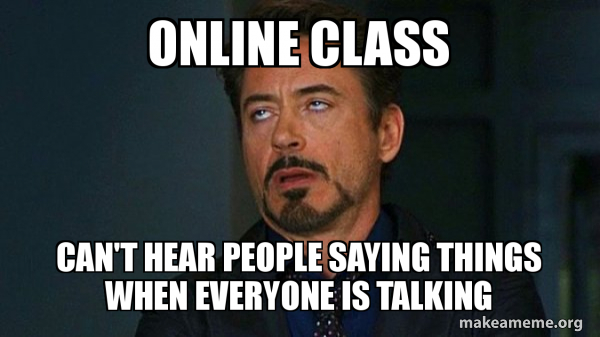 ONLINE CLASS
CAN'T HEAR PEOPLE SAYING THINGS
WHEN EVERYONE IS TALKING
makeameme.org